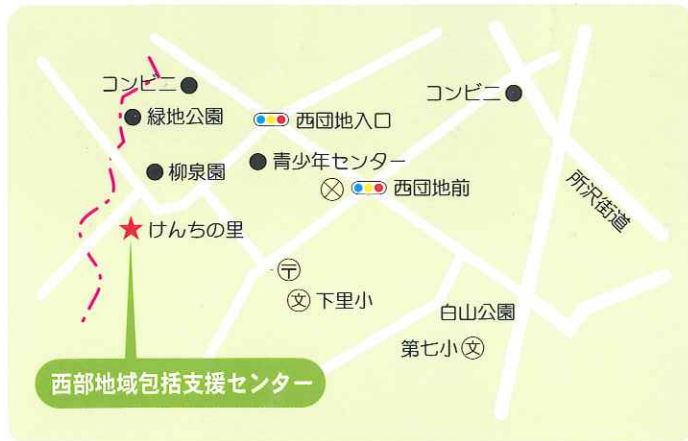 コンビニ
緑地公園
柳泉園
けんちの里
西団地入口
青少年センター
西団地前
コンビニ
所沢街道
〒
文 下里小
白山公園
第七小 文
西部地域包括支援センター